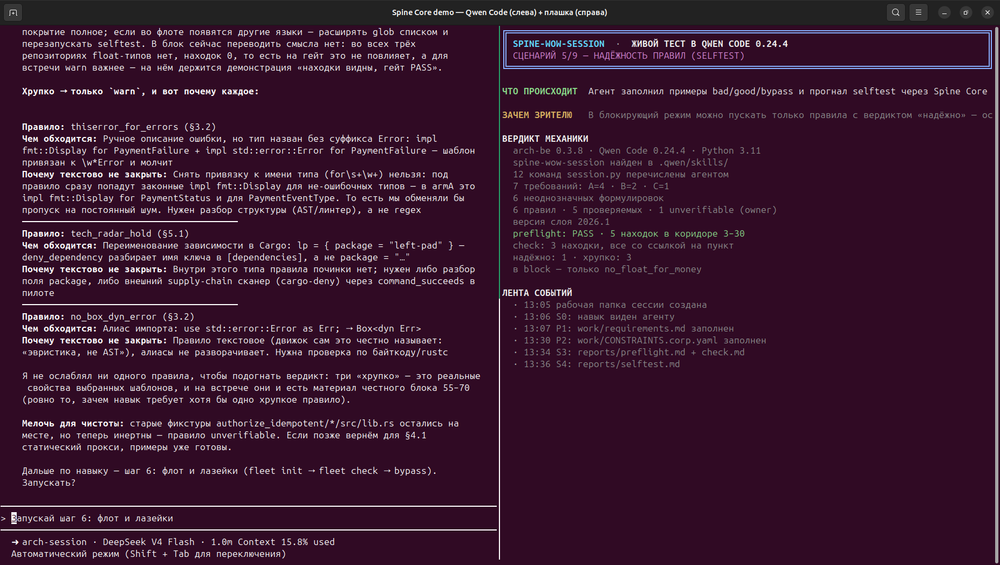 Spine Core demo — Qwen Code (слева) + плашка (справа)
покрытие полное; если во флоте появятся другие языки — расширять glob списком и
перезапускать selftest. В блок сейчас переводить смысла нет: во всех трёх
репозиториях float-типов нет, находок 0, то есть на гейт это не повлияет, а для
встречи warn важнее — на нём держится демонстрация «находки видны, гейт PASS».
Хрупко → только `warn`, и вот почему каждое:
Правило: thiserror_for_errors (§3.2)
Чем обходится: Ручное описание ошибки, но тип назван без суффикса Error: impl
fmt::Display for PaymentFailure + impl std::error::Error for PaymentFailure — шаблон
привязан к \w*Error и молчит
Почему текстово не закрыть: Снять привязку к имени типа (for\s+\w+) нельзя: под
правило сразу попадут законные impl fmt::Display для не-ошибочных типов — в armA это
impl fmt::Display for PaymentStatus и для PaymentEventType. То есть мы обменяли бы
пропуск на постоянный шум. Нужен разбор структуры (AST/линтер), а не regex
Правило: tech_radar_hold (§5.1)
Чем обходится: Переименование зависимости в Cargo: lp = { package = "left-pad" } —
deny_dependency разбирает имя ключа в [dependencies], а не package = "…"
Почему текстово не закрыть: Внутри этого типа правила починки нет; нужен либо разбор
поля package, либо внешний supply-chain сканер (cargo-deny) через command_succeeds в
пилоте
Правило: no_box_dyn_error (§3.2)
Чем обходится: Алиас импорта: use std::error::Error as Err; → Box<dyn Err>
Почему текстово не закрыть: Правило текстовое (движок сам это честно называет:
«эвристика, не AST»), алиасы не разворачивает. Нужна проверка по байткоду/rustc
Я не ослаблял ни одного правила, чтобы подогнать вердикт: три «хрупко» — это реальные
свойства выбранных шаблонов, и на встрече они и есть материал честного блока 55–70
(ровно то, зачем навык требует хотя бы одно хрупкое правило).
Мелочь для чистоты: старые фикстуры authorize_idempotent/*/src/lib.rs остались на
месте, но теперь инертны — правило unverifiable. Если позже вернём для §4.1
статический прокси, примеры уже готовы.
Дальше по навыку — шаг 6: флот и лазейки (fleet init → fleet check → bypass).
Запускать?
> Запускай шаг 6: флот и лазейки
➜ arch-session · DeepSeek V4 Flash · 1.0m Context 15.8% used
Автоматический режим (Shift + Tab для переключения)
SPINE-WOW-SESSION · ЖИВОЙ ТЕСТ В QWEN CODE 0.24.4
СЦЕНАРИЙ 5/9 — НАДЁЖНОСТЬ ПРАВИЛ (SELFTEST)
ЧТО ПРОИСХОДИТ Агент заполнил примеры bad/good/bypass и прогнал selftest через Spine Core
ЗАЧЕМ ЗРИТЕЛЮ В блокирующий режим можно пускать только правила с вердиктом «надёжно» — ос
ВЕРДИКТ МЕХАНИКИ
arch-be 0.3.8 · Qwen Code 0.24.4 · Python 3.11
spine-wow-session найден в .qwen/skills/
12 команд session.py перечислены агентом
7 требований: A=4 · B=2 · C=1
6 неоднозначных формулировок
6 правил · 5 проверяемых · 1 unverifiable (owner)
версия слоя 2026.1
preflight: PASS · 5 находок в коридоре 3–30
check: 3 находки, все со ссылкой на пункт
надёжно: 1 · хрупко: 3
в block — только no_float_for_money
ЛЕНТА СОБЫТИЙ
· 13:05 рабочая папка сессии создана
· 13:06 S0: навык виден агенту
· 13:07 P1: work/requirements.md заполнен
· 13:30 P2: work/CONSTRAINTS.corp.yaml заполнен
· 13:34 S3: reports/preflight.md + check.md
· 13:36 S4: reports/selftest.md